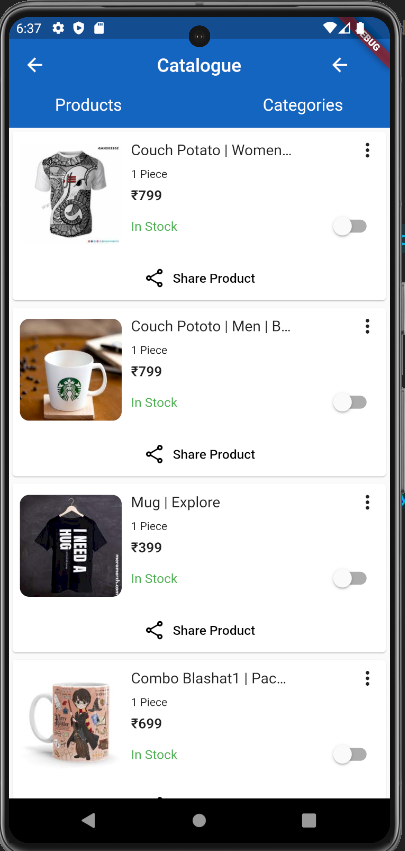 6:37
DEBUG
Catalogue
Products
Categories
Couch Potato | Women...
1 Piece
₹799
In Stock
Share Product
Couch Pototo | Men | B...
1 Piece
₹799
In Stock
Share Product
I NEED A
HUG
Mug | Explore
1 Piece
₹399
In Stock
Share Product
Combo Blashat1 | Pac...
1 Piece
₹699
In Stock